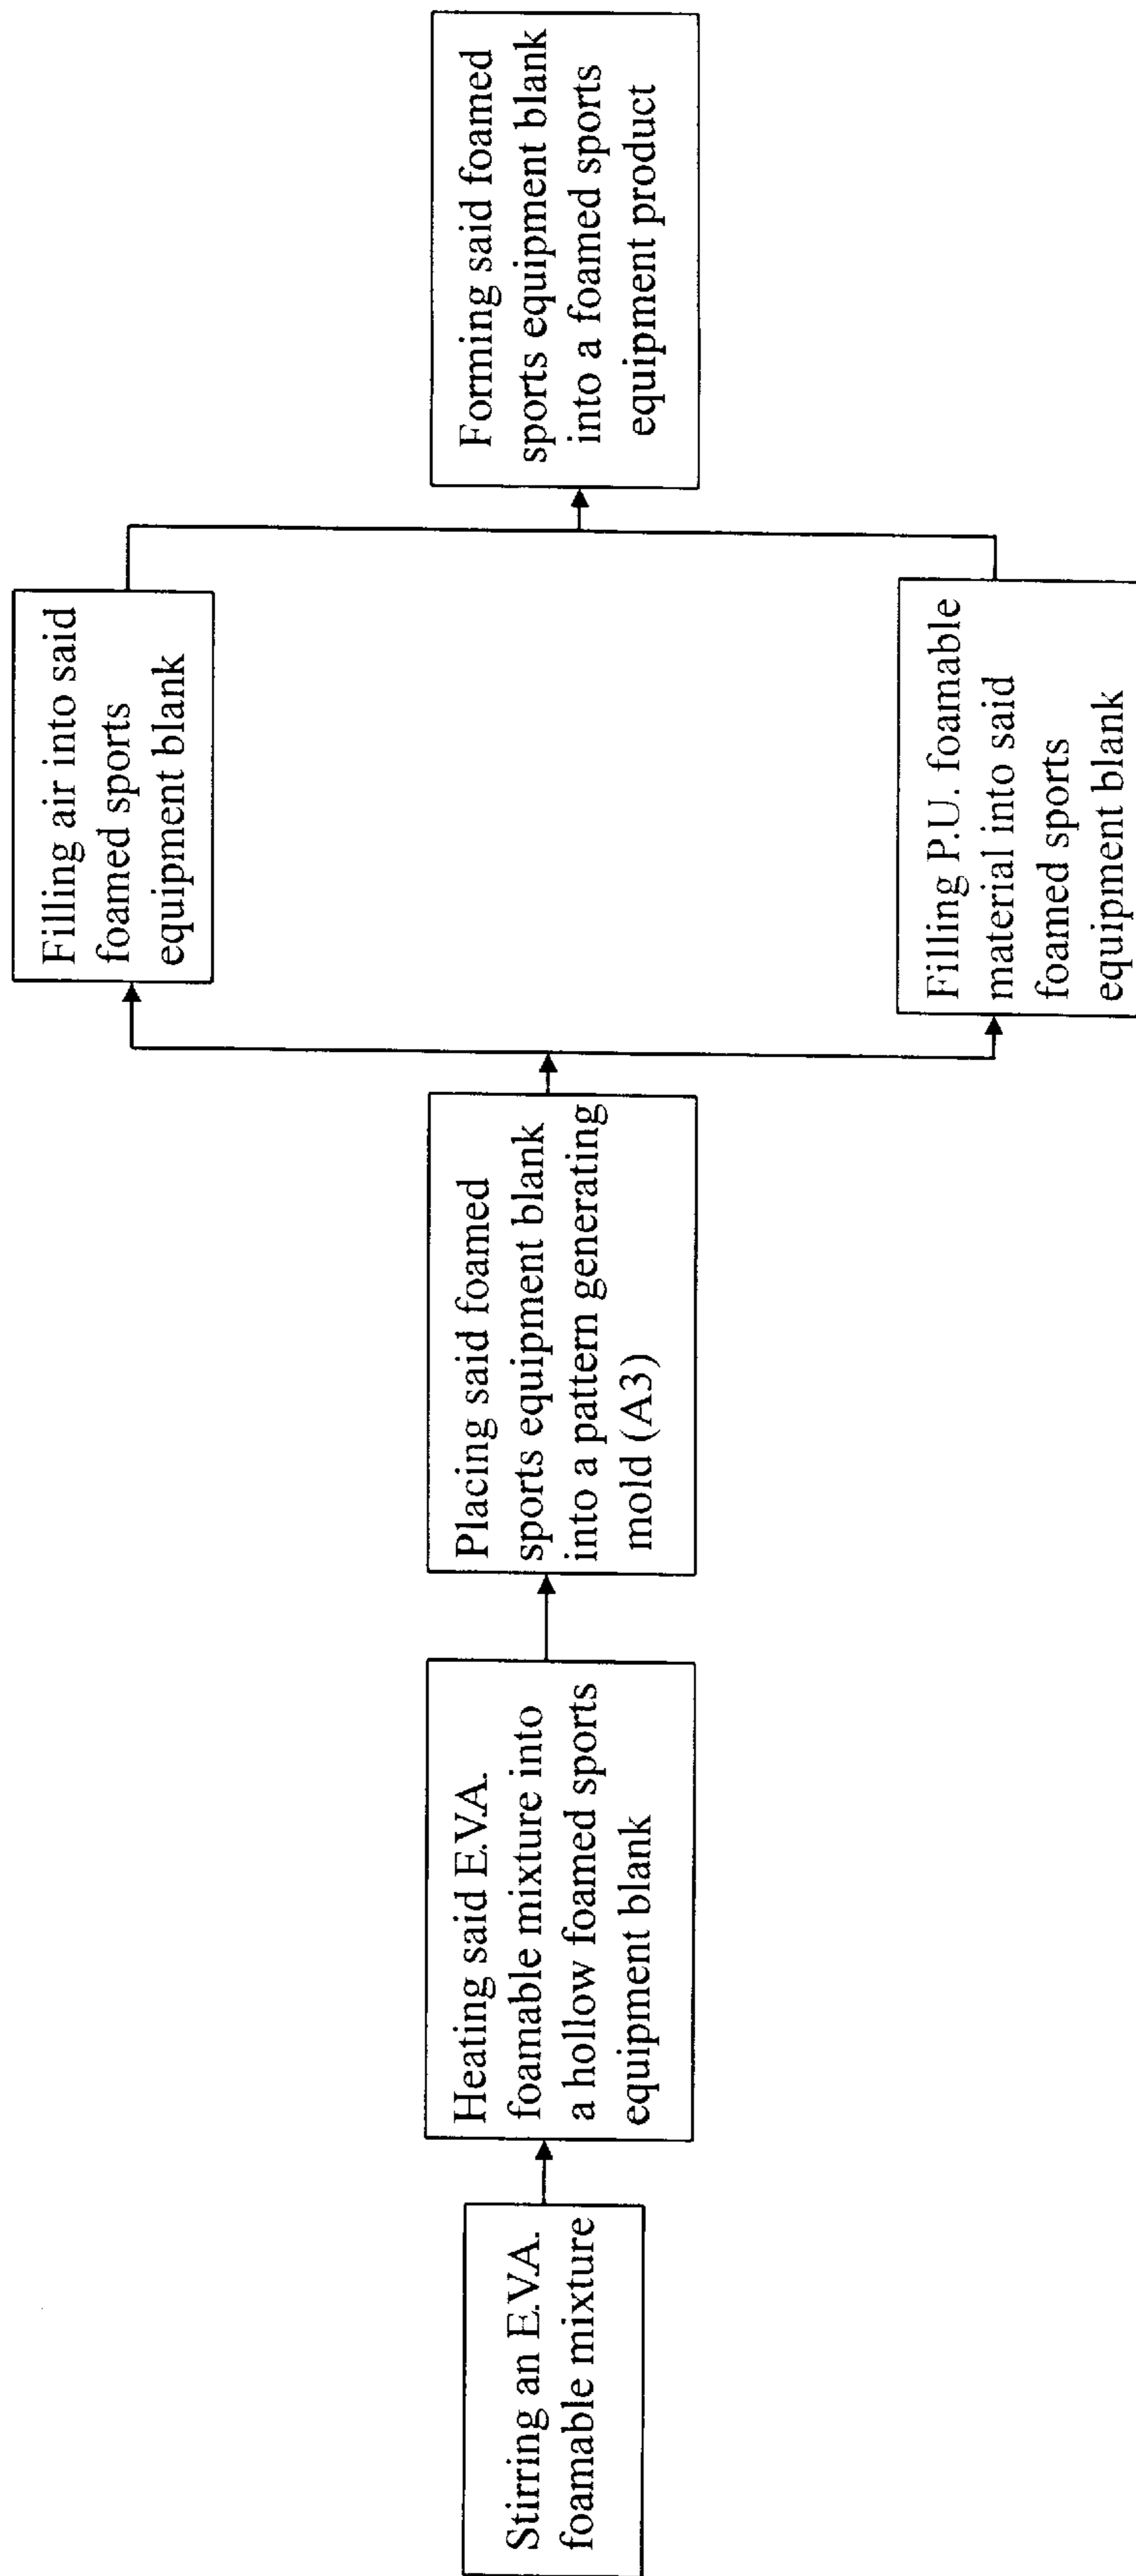 Stirring an E.V.A.
foamable mixture
Heating said E.V.A.
foamable mixture into
a hollow foamed sports
equipment blank
Placing said foamed
sports equipment blank
into a pattern generating
mold (A3)
Filling air into said
foamed sports
equipment blank
Filling P.U. foamable
material into said
foamed sports
equipment blank
Forming said foamed
sports equipment blank
into a foamed sports
equipment product